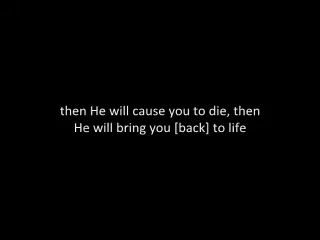 then He will cause you to die, then
He will bring you [back] to life